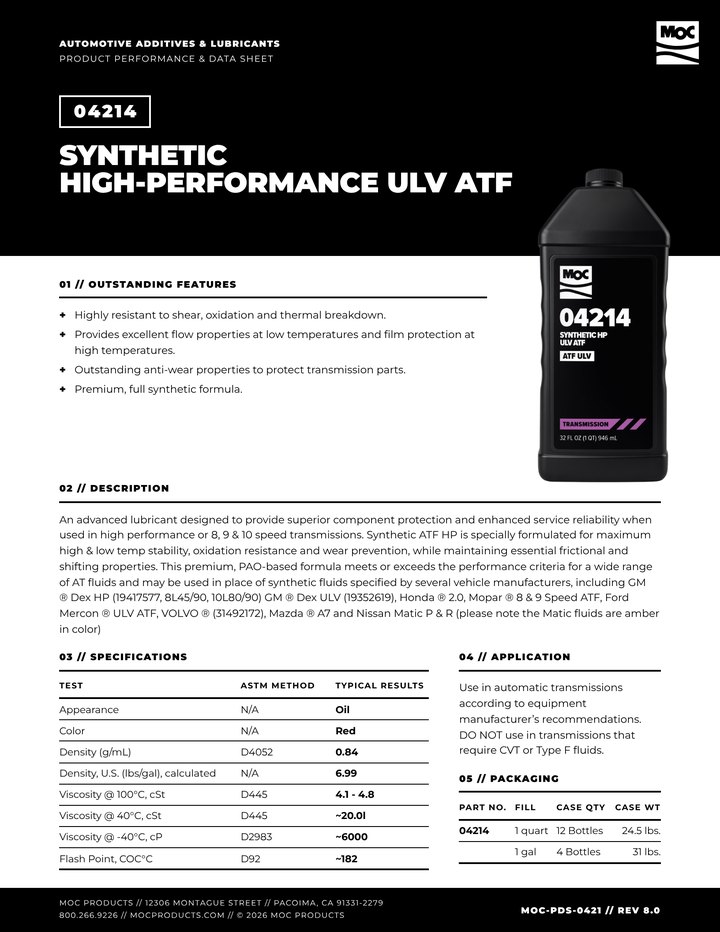 AUTOMOTIVE ADDITIVES & LUBRICANTS
PRODUCT PERFORMANCE & DATA SHEET
MOC
04214
SYNTHETIC
HIGH-PERFORMANCE ULV ATF
01 // OUTSTANDING FEATURES
+ Highly resistant to shear, oxidation and thermal breakdown.
+ Provides excellent flow properties at low temperatures and film protection at
high temperatures.
+ Outstanding anti-wear properties to protect transmission parts.
+ Premium, full synthetic formula.
MOC
04214
SYNTHETIC HP
ULV ATF
ATF ULV
TRANSMISSION
32 FL OZ (1 QT) 946 mL
02 // DESCRIPTION
An advanced lubricant designed to provide superior component protection and enhanced service reliability when
used in high performance or 8, 9 & 10 speed transmissions. Synthetic ATF HP is specially formulated for maximum
high & low temp stability, oxidation resistance and wear prevention, while maintaining essential frictional and
shifting properties. This premium, PAO-based formula meets or exceeds the performance criteria for a wide range
of AT fluids and may be used in place of synthetic fluids specified by several vehicle manufacturers, including GM
® Dex HP (19417577, 8L45/90, 10L80/90) GM ® Dex ULV (19352619), Honda ® 2.0, Mopar ® 8 & 9 Speed ATF, Ford
Mercon ® ULV ATF, VOLVO ® (31492172), Mazda ® A7 and Nissan Matic P & R (please note the Matic fluids are amber
in color)
03 // SPECIFICATIONS
TEST ASTM METHOD TYPICAL RESULTS
Appearance N/A Oil
Color N/A Red
Density (g/mL) D4052 0.84
Density, U.S. (lbs/gal), calculated N/A 6.99
Viscosity @ 100°C, cSt D445 4.1 - 4.8
Viscosity @ 40°C, cSt D445 ~20.0l
Viscosity @ -40°C, cP D2983 ~6000
Flash Point, COC°C D92 ~182
04 // APPLICATION
Use in automatic transmissions
according to equipment
manufacturer's recommendations.
DO NOT use in transmissions that
require CVT or Type F fluids.
05 // PACKAGING
PART NO. FILL CASE QTY CASE WT
04214 1 quart 12 Bottles 24.5 lbs.
1 gal 4 Bottles 31 lbs.
MOC PRODUCTS // 12306 MONTAGUE STREET // PACOIMA, CA 91331-2279
800.266.9226 // MOCPRODUCTS.COM // © 2026 MOC PRODUCTS
MOC-PDS-0421 // REV 8.0